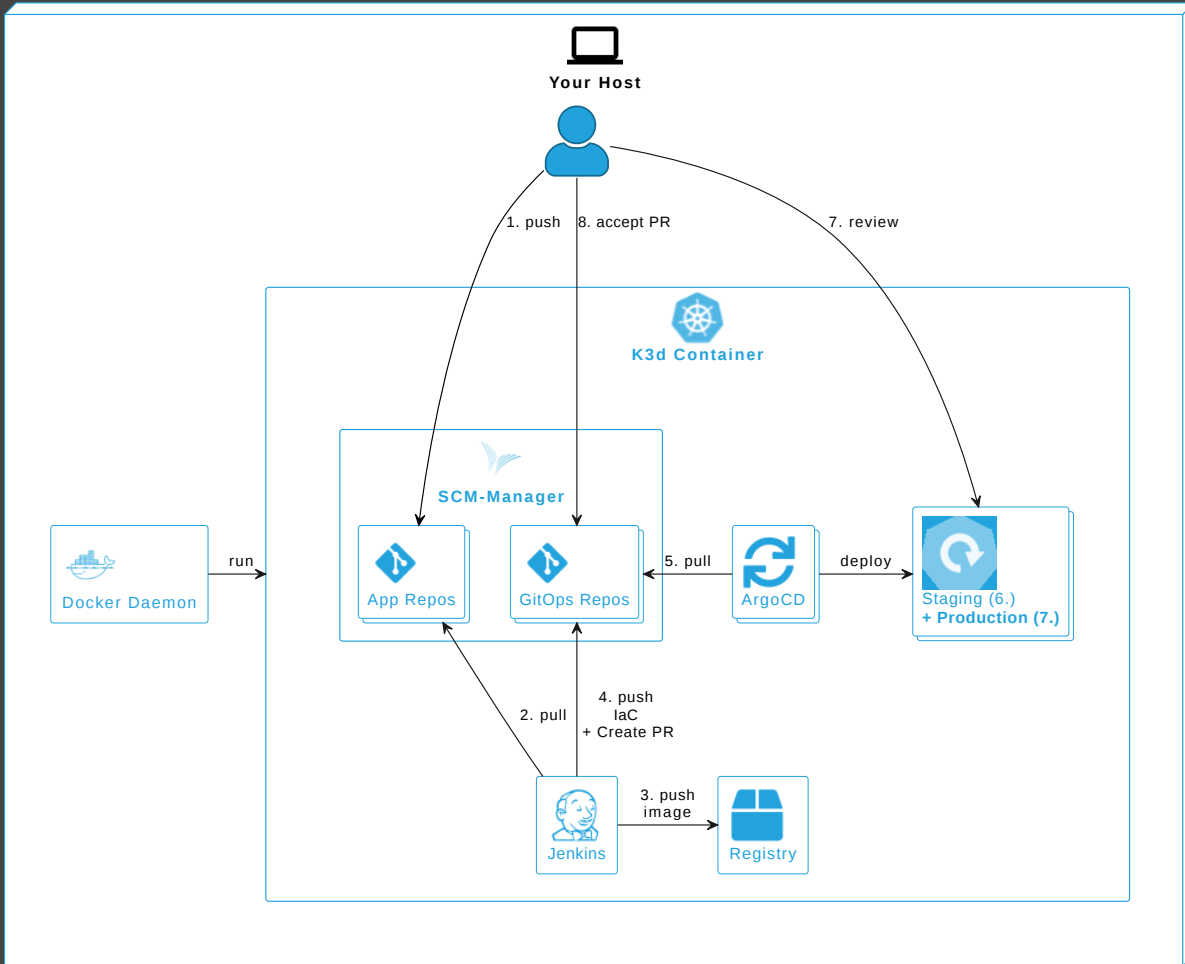 Your Host
1. push
8. accept PR
7. review
K3d Container
SCM-Manager
run
5. pull
deploy
Docker Daemon
App Repos
GitOps Repos
ArgoCD
Staging (6.)
+ Production (7.)
2. pull
4. push
IaC
+ Create PR
3. push
image
Jenkins
Registry